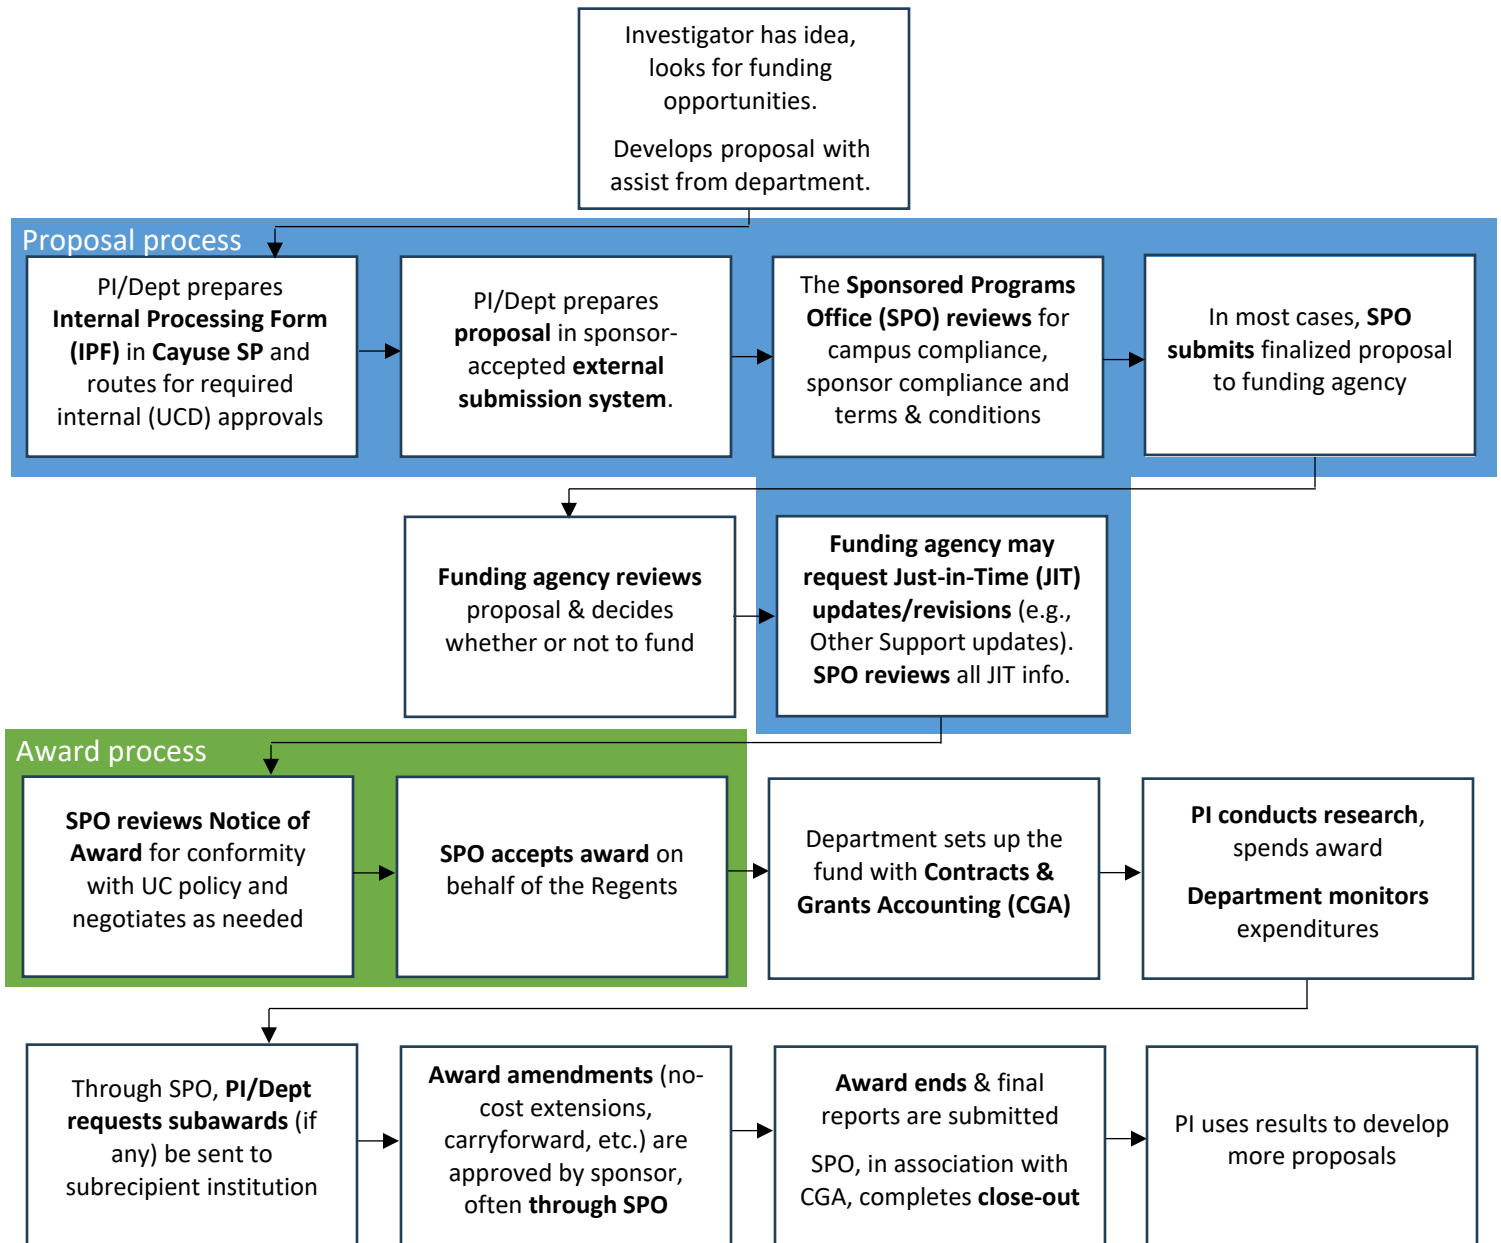 Investigator has idea,
looks for funding
opportunities.
Develops proposal with
assist from department.
Proposal process
PI/Dept prepares
Internal Processing Form
(IPF) in Cayuse SP and
routes for required
internal (UCD) approvals
PI/Dept prepares
proposal in sponsor-
accepted external
submission system.
The Sponsored Programs
Office (SPO) reviews for
campus compliance,
sponsor compliance and
terms & conditions
In most cases, SPO
submits finalized proposal
to funding agency
Funding agency reviews
proposal & decides
whether or not to fund
Funding agency may
request Just-in-Time (JIT)
updates/revisions (e.g.,
Other Support updates).
SPO reviews all JIT info.
Award process
SPO reviews Notice of
Award for conformity
with UC policy and
negotiates as needed
SPO accepts award on
behalf of the Regents
Department sets up the
fund with Contracts &
Grants Accounting (CGA)
PI conducts research,
spends award
Department monitors
expenditures
Through SPO, PI/Dept
requests subawards (if
any) be sent to
subrecipient institution
Award amendments (no-
cost extensions,
carryforward, etc.) are
approved by sponsor,
often through SPO
Award ends & final
reports are submitted
SPO, in association with
CGA, completes close-out
PI uses results to develop
more proposals